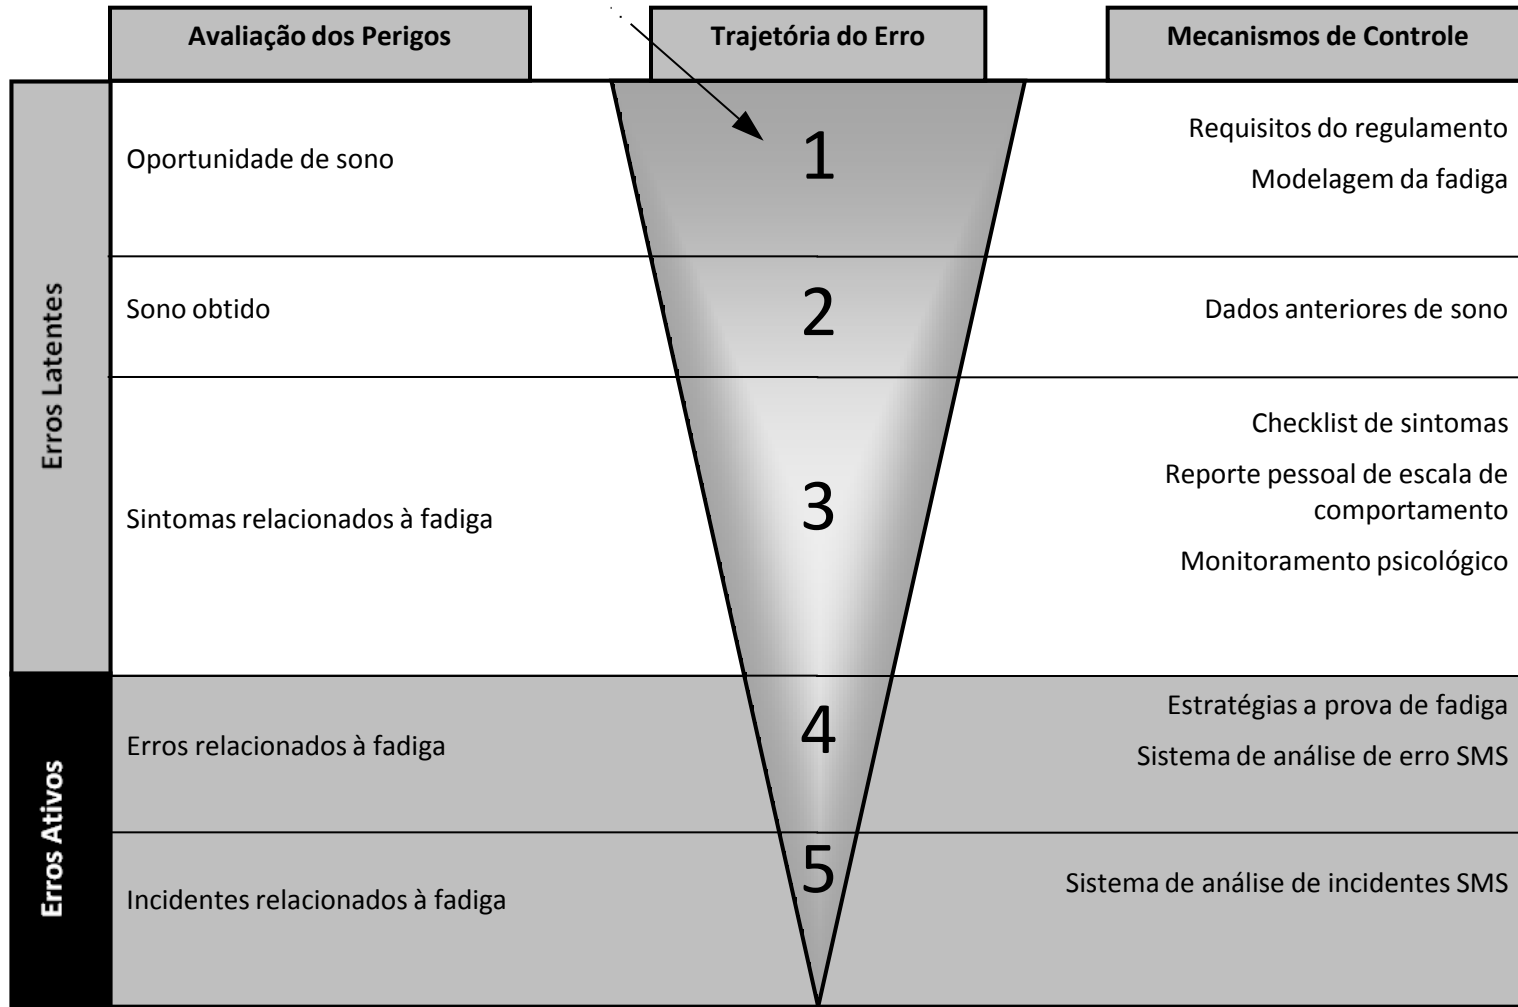 Avaliação dos Perigos
Trajetória do Erro
Mecanismos de Controle
Erros Latentes
Oportunidade de sono
1
Requisitos do regulamento
Modelagem da fadiga
Sono obtido
2
Dados anteriores de sono
Sintomas relacionados à fadiga
3
Checklist de sintomas
Reporte pessoal de escala de
comportamento
Monitoramento psicológico
Erros Ativos
Erros relacionados à fadiga
4
Estratégias a prova de fadiga
Sistema de análise de erro SMS
Incidentes relacionados à fadiga
5
Sistema de análise de incidentes SMS